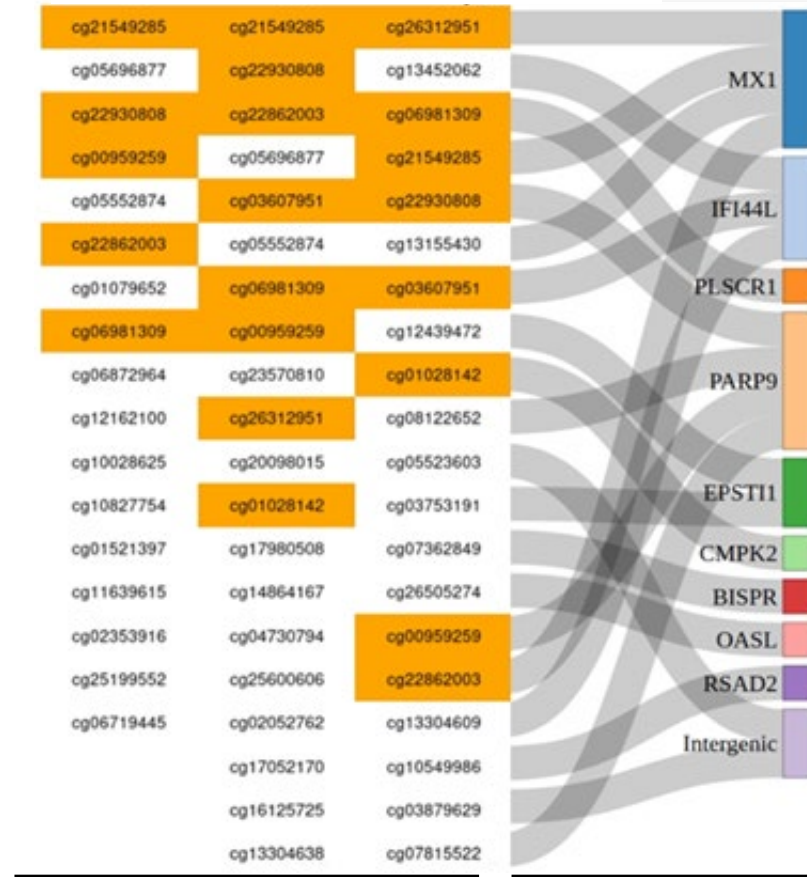 cg21549285 cg21549285 cg26312951
cg05696877 cg22930808 cg13452062
MX1
cg22930808 cg22862003 cg06981309
cg00959259 cg05696877 cg21549285
cg05552874 cg03607951 cg22930808
IFI44L
cg22862003 cg05552874 cg13155430
cg01079652 cg06981309 cg03607951
PLSCR1
cg06981309 cg00959259 cg12439472
cg06872964 cg23570810 cg01028142
PARP9
cg12162100 cg26312951 cg08122652
cg10028625 cg20098015 cg05523603
EPSTI1
cg10827754 cg01028142 cg03753191
cg01521397 cg17980508 cg07362849
CMPK2
cg11639615 cg14864167 cg26505274
BISPR
cg02353916 cg04730794 cg00959259
OASL
cg25199552 cg25600606 cg22862003
RSAD2
cg06719445 cg02052762 cg13304609
Intergenic
cg17052170 cg10549986
cg16125725 cg03879629
cg13304638 cg07815522